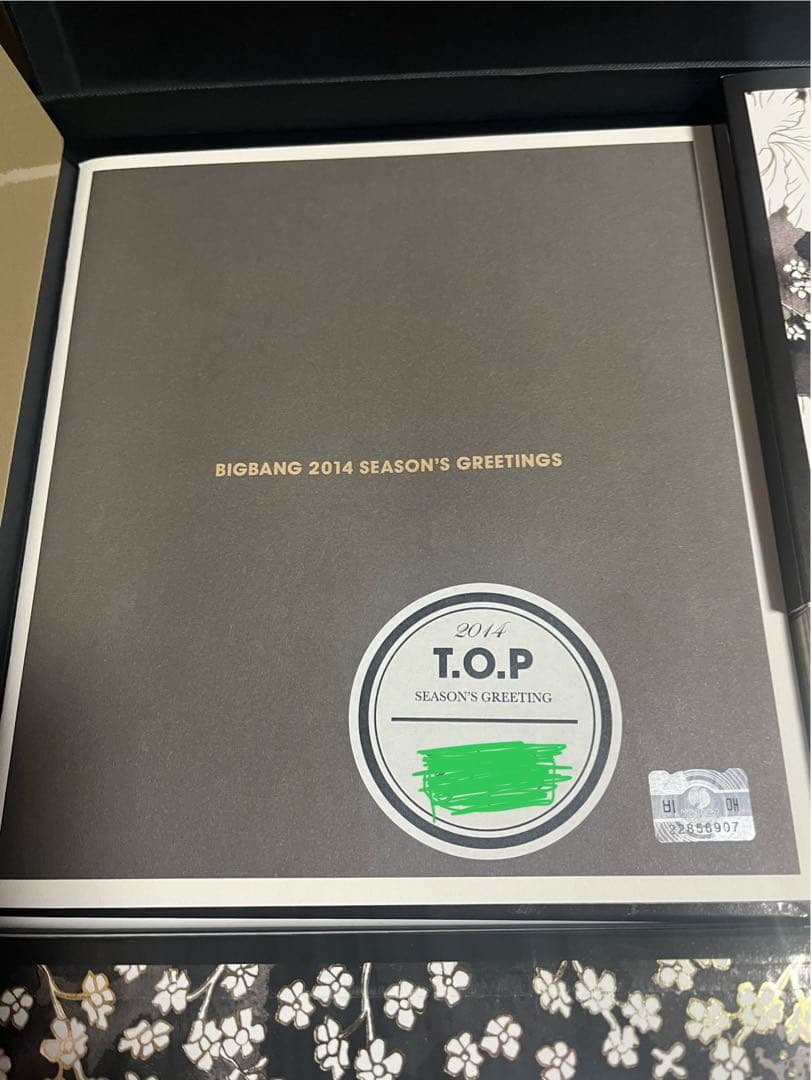 BIGBANG 2014 SEASON'S GREETINGS
2014
T.O.P
SEASON'S GREETING
비 매
22856907